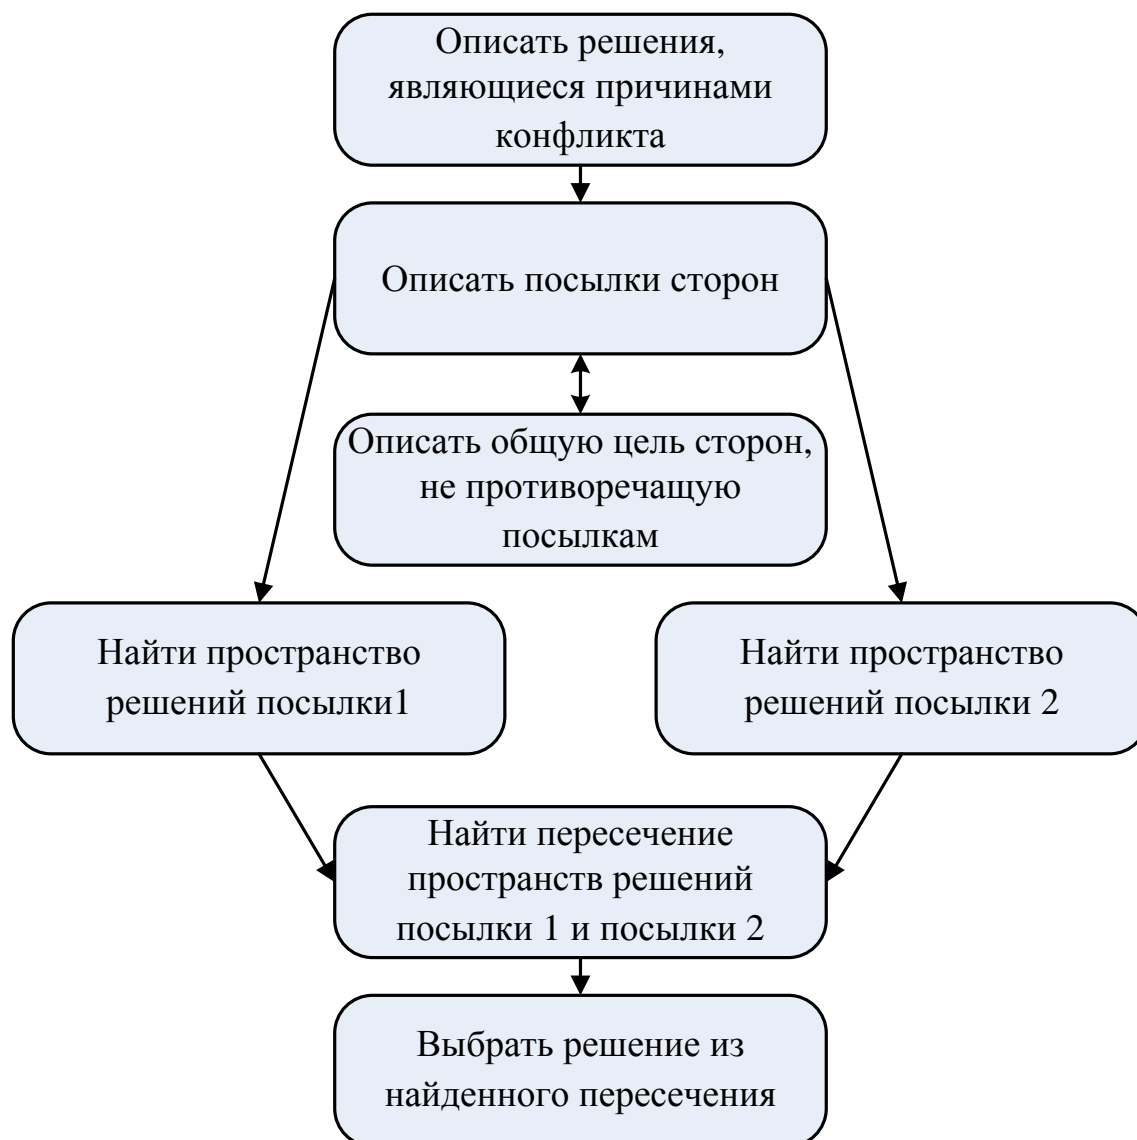 Описать решения,
являющиеся причинами
конфликта
Описать посылки сторон
Описать общую цель сторон,
не противоречащую
посылкам
Найти пространство
решений посылки1
Найти пространство
решений посылки 2
Найти пересечение
пространств решений
посылки 1 и посылки 2
Выбрать решение из
найденного пересечения